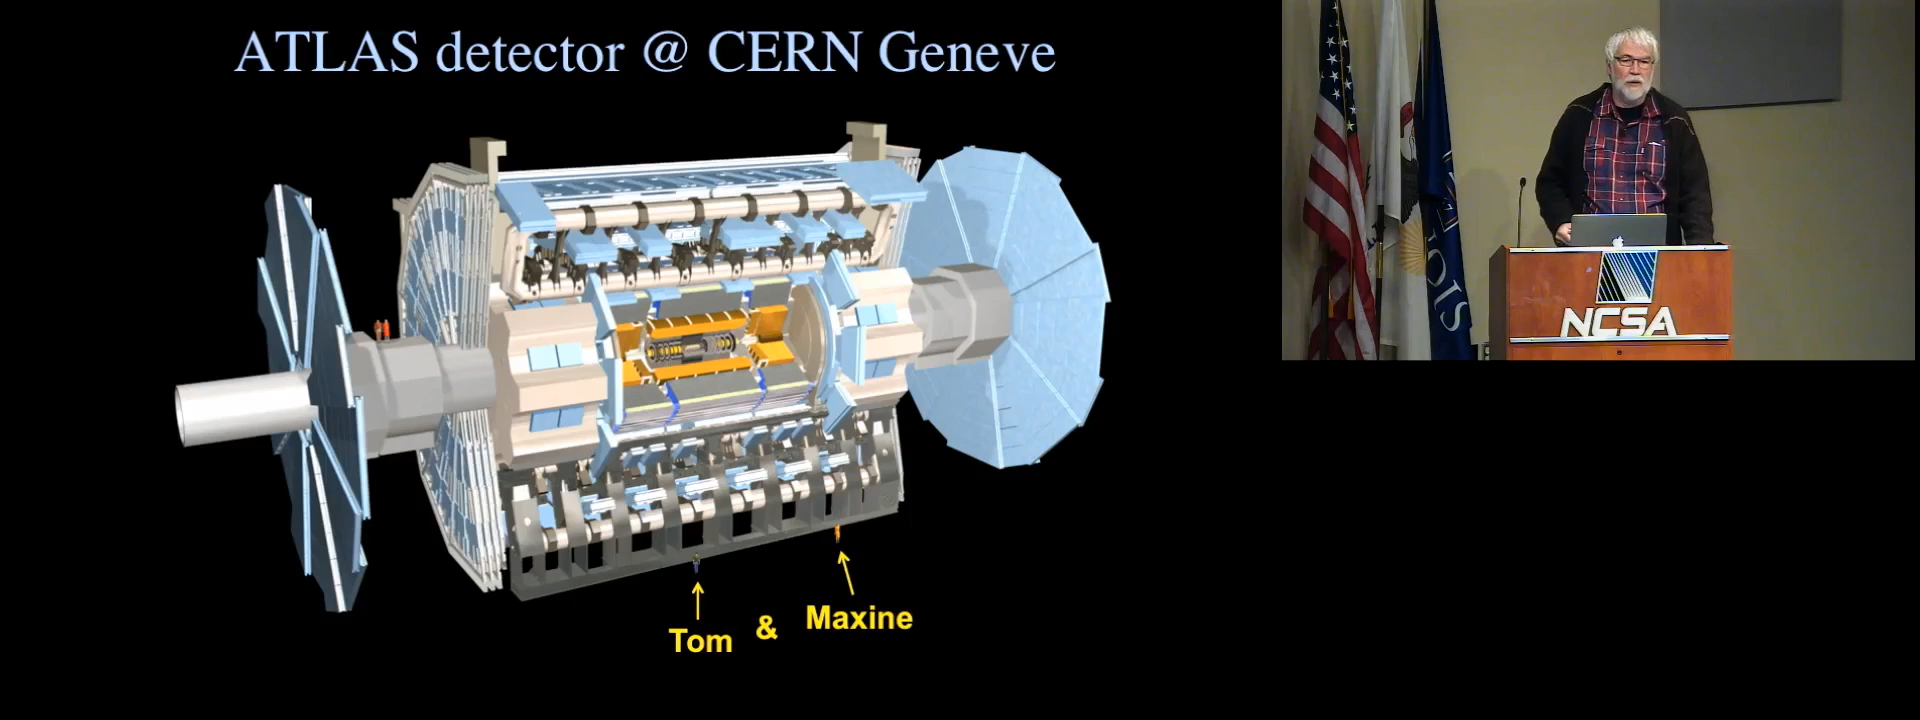 ATLAS detector @ CERN Geneve
Tom & Maxine
NCSA